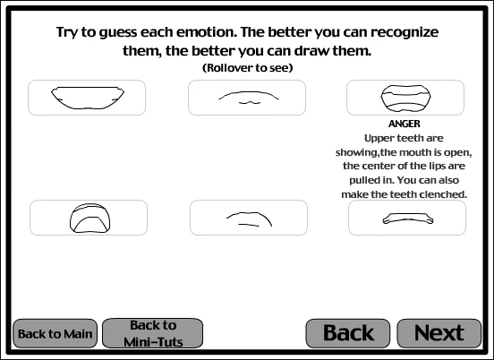 Try to guess each emotion. The better you can recognize
them, the better you can draw them.
(Rollover to see)
ANGER
Upper teeth are
showing,the mouth is open,
the center of the lips are
pulled in. You can also
make the teeth clenched.
Back to Main
Back to
Mini-Tuts
Back
Next